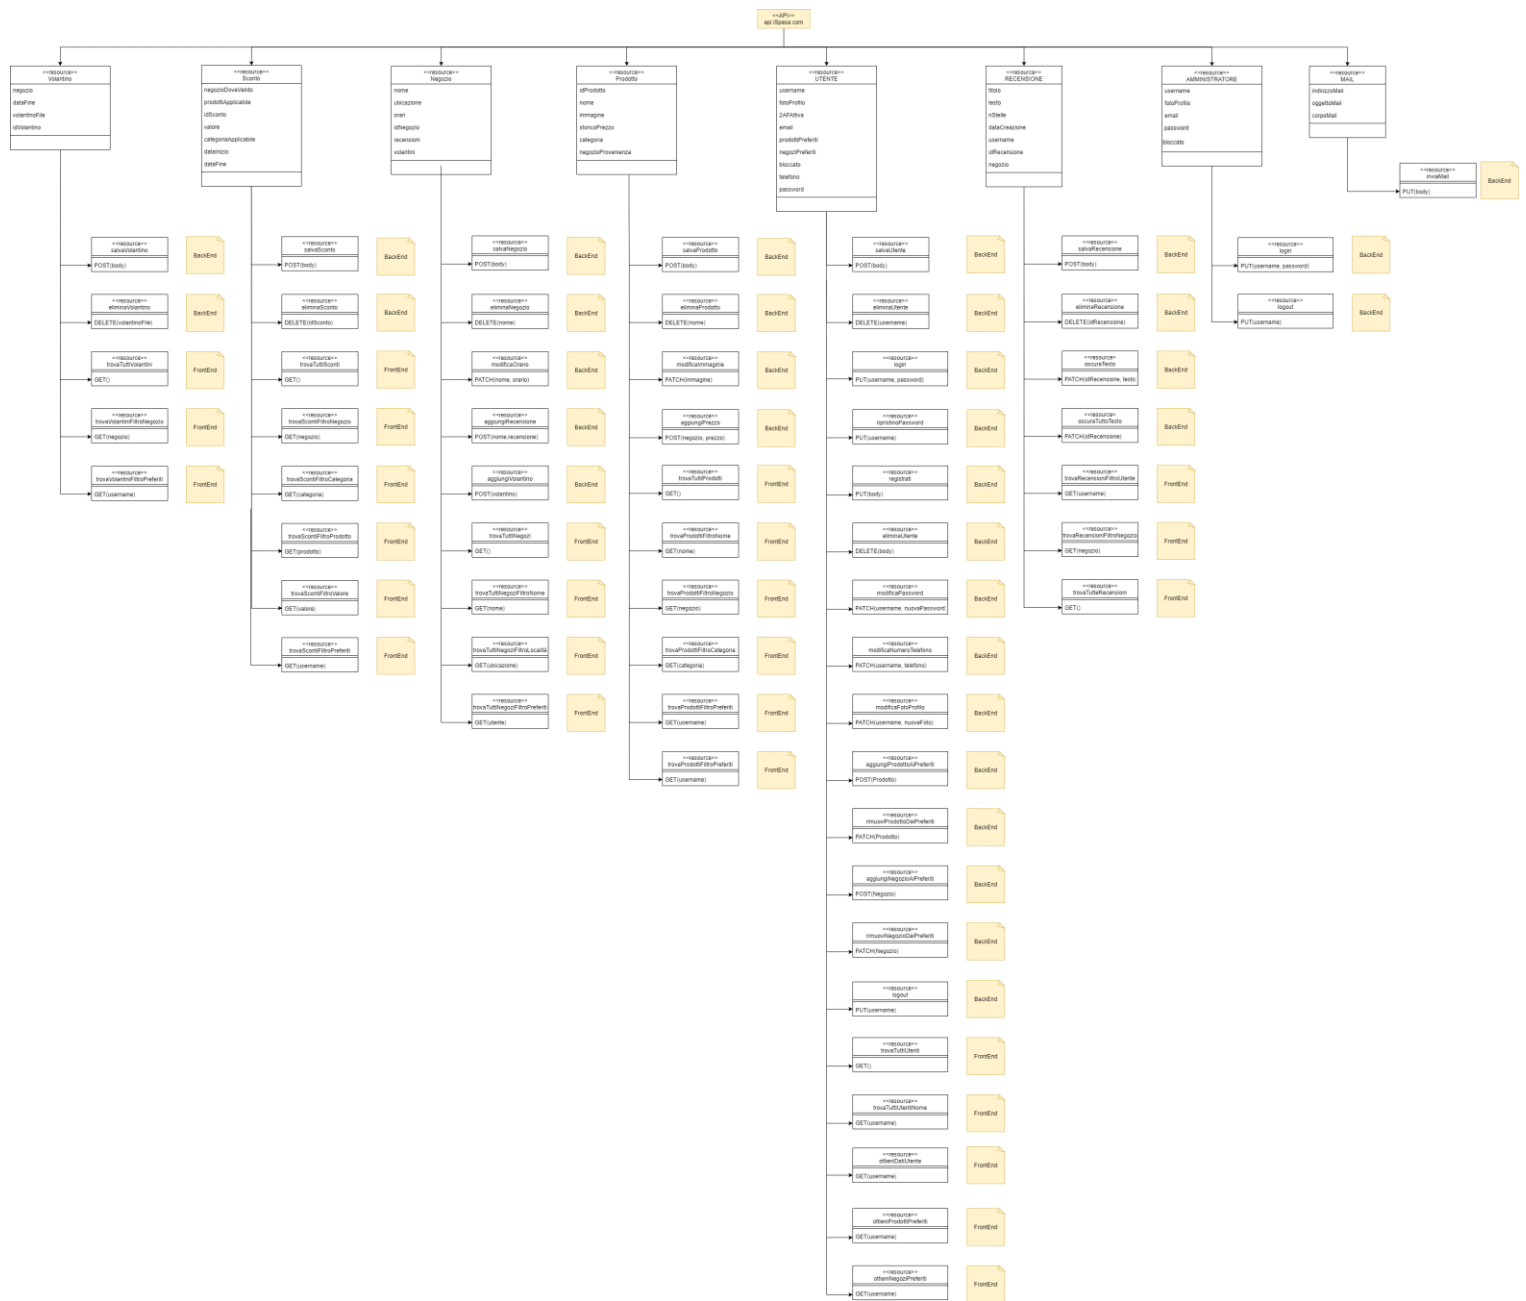 <<API>>
api.iSpesa.com
<<resource>>
Volantino
negozio
dataFine
volantinoFile
idVolantino
<<resource>>
salvaVolantino
POST(body)
BackEnd
<<resource>>
eliminaVolantino
DELETE(volantinoFile)
BackEnd
<<resource>>
trovaTuttiVolantini
GET()
FrontEnd
<<resource>>
trovaVolantiniFiltroNegozio
GET(negozio)
FrontEnd
<<resource>>
trovaVolantiniFiltroPreferiti
GET(username)
FrontEnd
<<resource>>
Sconto
negozioDoveValido
prodottiApplicabile
idSconto
valore
categoriaApplicabile
dataInizio
dataFine
<<resource>>
salvaSconto
POST(body)
BackEnd
<<resource>>
eliminaSconto
DELETE(idSconto)
BackEnd
<<resource>>
trovaTuttiSconti
GET()
FrontEnd
<<resource>>
trovaScontiFiltroNegozio
GET(negozio)
FrontEnd
<<resource>>
trovaScontiFiltroCategoria
GET(categoria)
FrontEnd
<<resource>>
trovaScontiFiltroProdotto
GET(prodotto)
FrontEnd
<<resource>>
trovaScontiFiltroValore
GET(valore)
FrontEnd
<<resource>>
trovaScontiFiltroPreferiti
GET(username)
FrontEnd
<<resource>>
Negozio
nome
ubicazione
orari
idNegozio
recensioni
volantini
<<resource>>
salvaNegozio
POST(body)
BackEnd
<<resource>>
eliminaNegozio
DELETE(nome)
BackEnd
<<resource>>
modificaOrario
PATCH(nome, orario)
BackEnd
<<resource>>
aggiungiRecensione
POST(nome,recensione)
BackEnd
<<resource>>
aggiungiVolantino
POST(volantino)
BackEnd
<<resource>>
trovaTuttiNegozi
GET()
FrontEnd
<<resource>>
trovaTuttiNegoziFiltroNome
GET(nome)
FrontEnd
<<resource>>
trovaTuttiNegoziFiltroLocalità
GET(ubicazione)
FrontEnd
<<resource>>
trovaTuttiNegoziFiltroPreferiti
GET(utente)
FrontEnd
<<resource>>
Prodotto
idProdotto
nome
immagine
storicoPrezzo
categoria
negozioProvenienza
<<resource>>
salvaProdotto
POST(body)
BackEnd
<<resource>>
eliminaProdotto
DELETE(nome)
BackEnd
<<resource>>
modificaImmaginie
PATCH(immagine)
BackEnd
<<resource>>
aggiungiPrezzo
POST(negozio, prezzo)
BackEnd
<<resource>>
trovaTuttiProdotti
GET()
FrontEnd
<<resource>>
trovaProdottiFiltroNome
GET(nome)
FrontEnd
<<resource>>
trovaProdottiFiltroNegozio
GET(negozio)
FrontEnd
<<resource>>
trovaProdottiFiltroCategoria
GET(categoria)
FrontEnd
<<resource>>
trovaProdottiFiltroPreferiti
GET(username)
FrontEnd
<<resource>>
trovaProdottiFiltroPreferiti
GET(username)
FrontEnd
<<resource>>
UTENTE
username
fotoProfilo
2AFAttiva
email
prodottiPreferiti
negoziPreferiti
bloccato
telefono
password
<<resource>>
salvaUtente
POST(body)
BackEnd
<<resource>>
eliminaUtente
DELETE(username)
BackEnd
<<resource>>
login
PUT(username, password)
BackEnd
<<resource>>
ripristinoPassword
PUT(username)
BackEnd
<<resource>>
registrati
PUT(body)
BackEnd
<<resource>>
eliminaUtente
DELETE(body)
BackEnd
<<resource>>
modificaPassword
PATCH(username, nuovaPassword)
BackEnd
<<resource>>
modificaNumeroTelefono
PATCH(username, telefono)
BackEnd
<<resource>>
modificaFotoProfilo
PATCH(username, nuovaFoto)
BackEnd
<<resource>>
aggiungiProdottoAiPreferiti
POST(Prodotto)
BackEnd
<<resource>>
rimuoviProdottoDaiPreferiti
PATCH(Prodotto)
BackEnd
<<resource>>
aggiungiNegozioAiPreferiti
POST(Negozio)
BackEnd
<<resource>>
rimuoviNegozioDaiPreferiti
PATCH(Negozio)
BackEnd
<<resource>>
logout
PUT(username)
BackEnd
<<resource>>
trovaTuttiUtenti
GET()
FrontEnd
<<resource>>
trovaTuttiUtentiNome
GET(username)
FrontEnd
<<resource>>
ottieniDatiUtente
GET(username)
FrontEnd
<<resource>>
ottieniProdottiPreferiti
GET(username)
FrontEnd
<<resource>>
ottieniNegoziPreferiti
GET(username)
FrontEnd
<<resource>>
RECENSIONE
titolo
testo
nStelle
dataCreazione
username
idRecensione
negozio
<<resource>>
salvaRecensione
POST(body)
BackEnd
<<resource>>
eliminaRecensione
DELETE(idRecensione)
BackEnd
<<resource>
oscuraTesto
PATCH(idRecensione, testo)
BackEnd
<<resource>
oscuraTuttoTesto
PATCH(idRecensione)
BackEnd
<<resource>>
trovaRecensioniFiltroUtente
GET(username)
FrontEnd
<<resource>>
trovaRecensioniFiltroNegozio
GET(negozio)
FrontEnd
<<resource>>
trovaTutteRecensioni
GET()
FrontEnd
<<resource>>
AMMINISTRATORE
username
fotoProfilo
email
password
bloccato
<<resource>>
login
PUT(username, password)
BackEnd
<<resource>>
logout
PUT(username)
BackEnd
<<resource>>
MAIL
indirizzoMail
oggettoMail
corpoMail
<<resource>>
inviaMail
PUT(body)
BackEnd